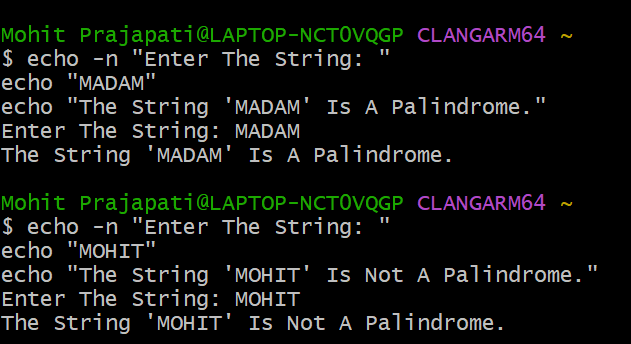 Mohit Prajapati@LAPTOP-NCT0VQGP CLANGARM64 ~
$ echo -n "Enter The String: "
echo "MADAM"
echo "The String 'MADAM' Is A Palindrome."
Enter The String: MADAM
The String 'MADAM' Is A Palindrome.
Mohit Prajapati@LAPTOP-NCT0VQGP CLANGARM64 ~
$ echo -n "Enter The String: "
echo "MOHIT"
echo "The String 'MOHIT' Is Not A Palindrome."
Enter The String: MOHIT
The String 'MOHIT' Is Not A Palindrome.